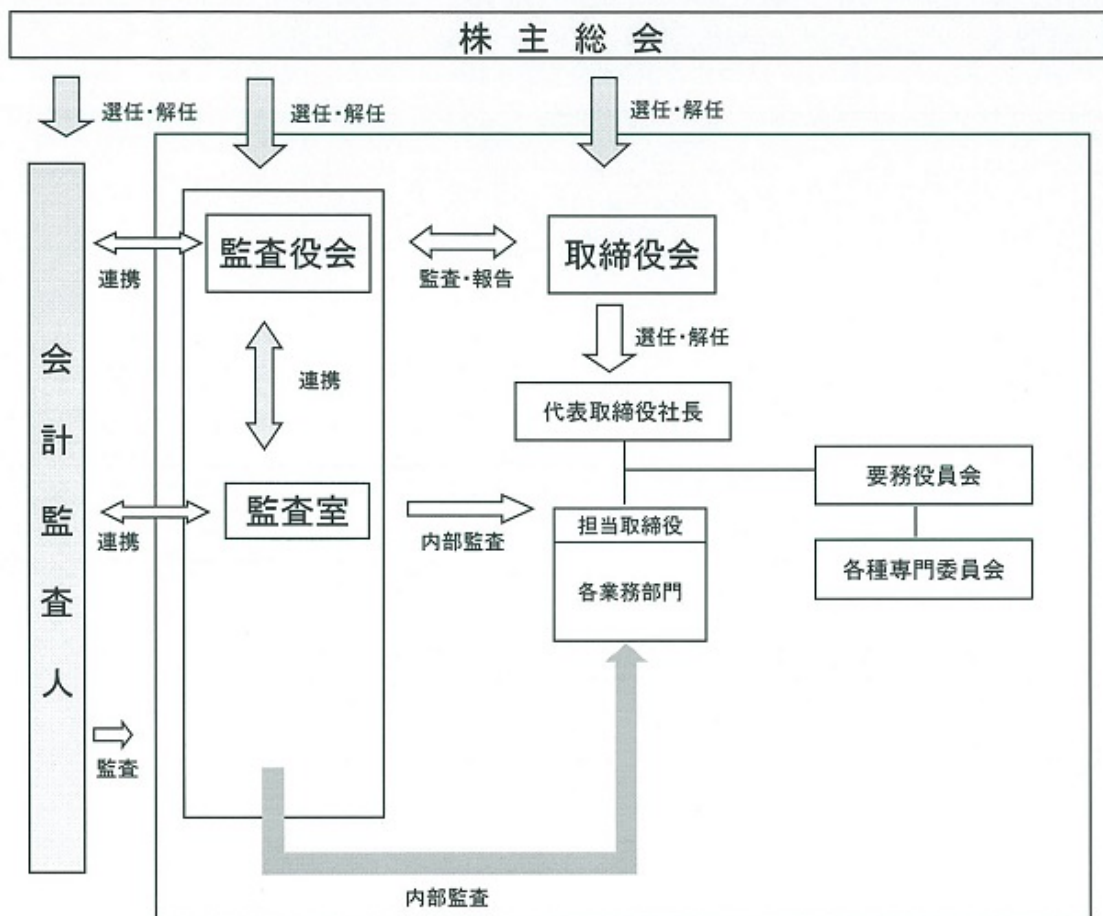 株主総会
選任・解任
選任・解任
選任・解任
監査役会
取締役会
連携
監査・報告
選任・解任
会計監査人
連携
代表取締役社長
要務役員会
監査室
連携
内部監査
担当取締役
各業務部門
各種専門委員会
監査
内部監査